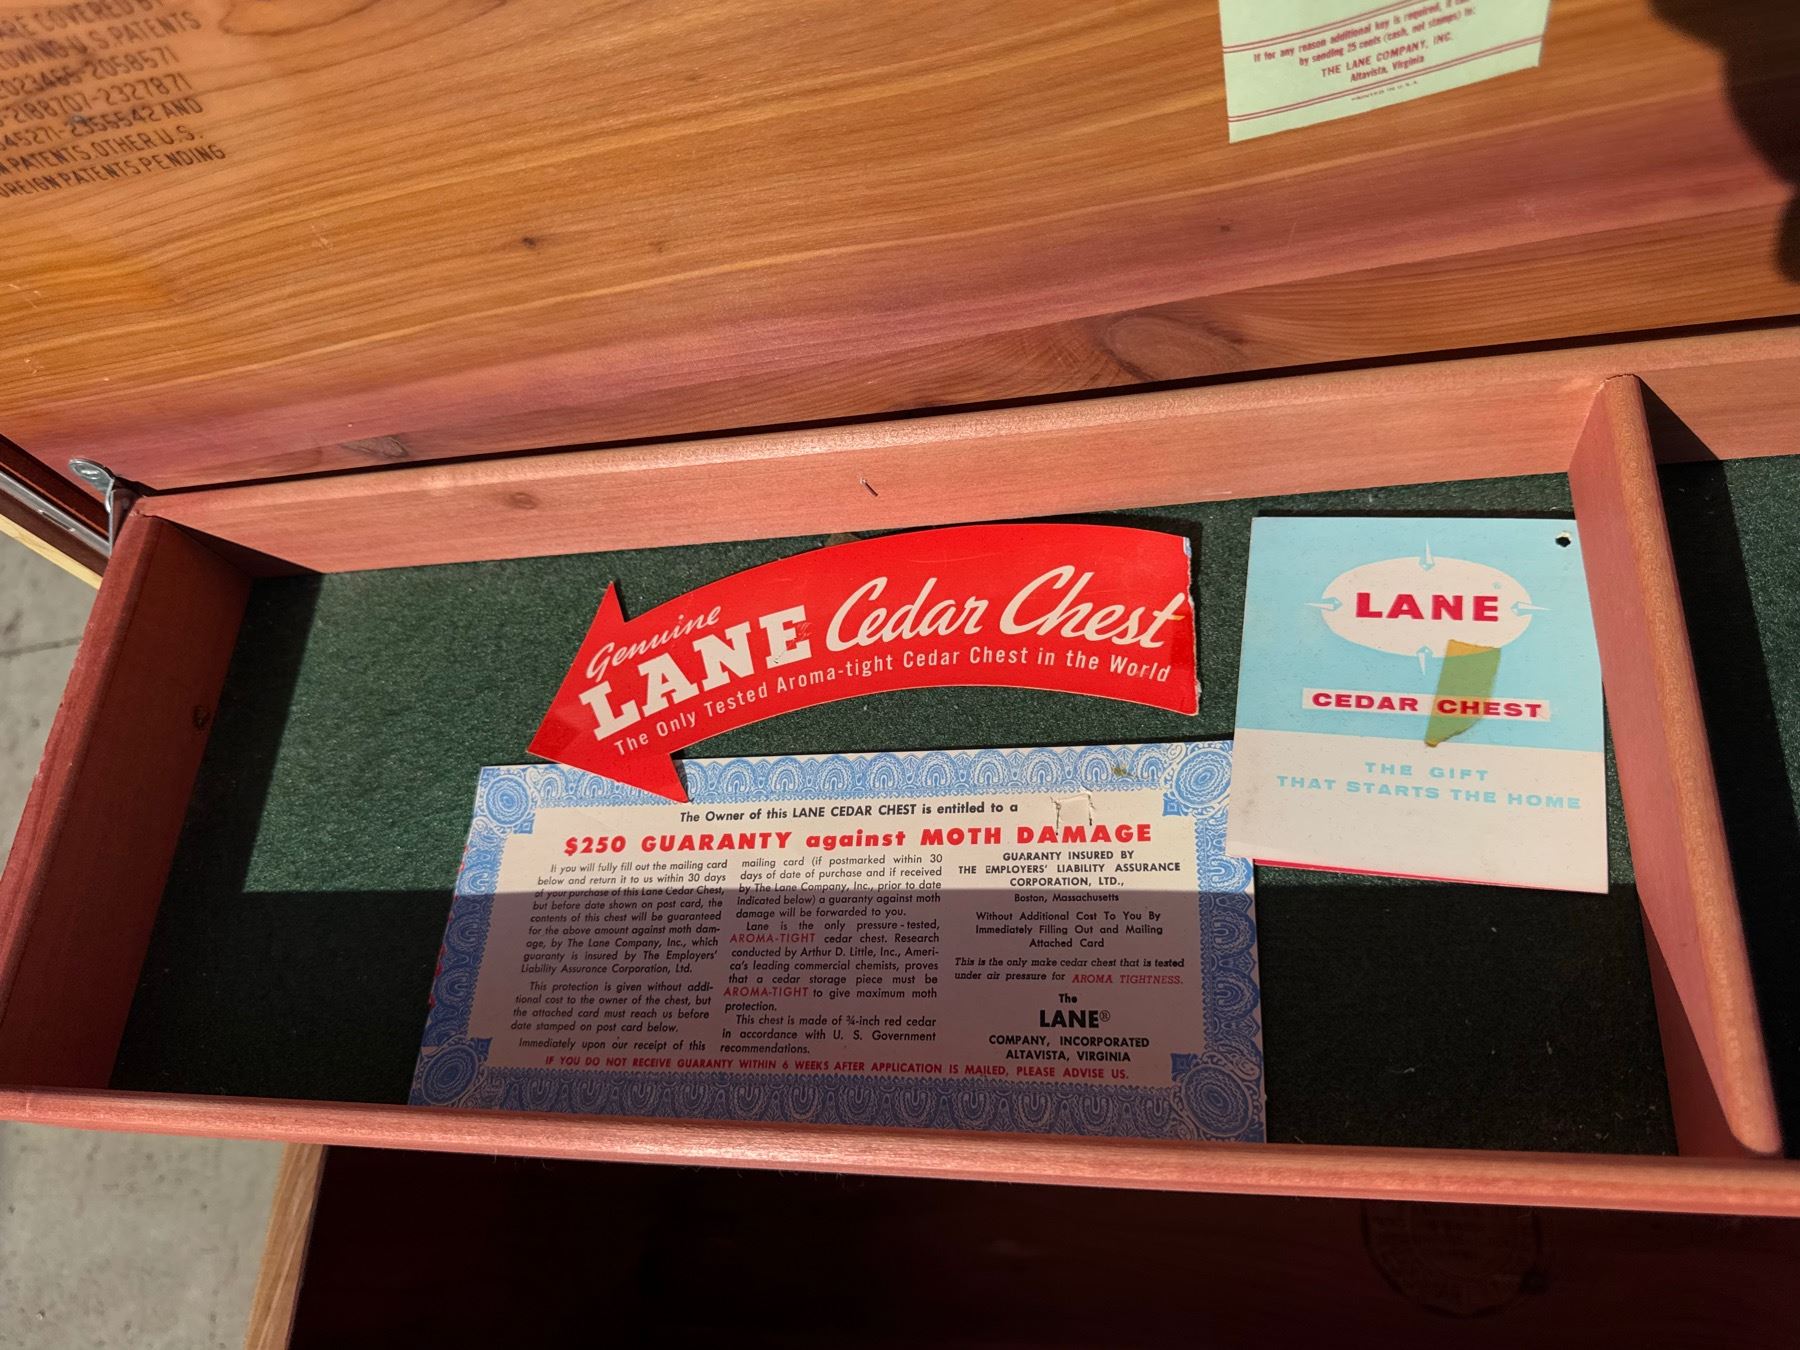 ARE COVERED BY
U.S. PATENTS
2058571
2188707-2327871
2355542 AND
PATENTS. OTHER U.S.
FOREIGN PATENTS PENDING
If for any reason additional key is required, it can
by sending 25 cents (cash, not stamps) to:
THE LANE COMPANY, INC.
Altavista, Virginia
PRINTED IN U.S.A.
Genuine
LANE Cedar Chest
The Only Tested Aroma-tight Cedar Chest in the World
LANE®
CEDAR CHEST
THE GIFT
THAT STARTS THE HOME
The Owner of this LANE CEDAR CHEST is entitled to a
$250 GUARANTY against MOTH DAMAGE
If you will fully fill out the mailing card
below and return it to us within 30 days
of your purchase of this Lane Cedar Chest,
but before date shown on post card, the
contents of this chest will be guaranteed
for the above amount against moth dam-
age, by The Lane Company, Inc., which
guaranty is insured by The Employers'
Liability Assurance Corporation, Ltd.
This protection is given without addi-
tional cost to the owner of the chest, but
the attached card must reach us before
date stamped on post card below.
Immediately upon our receipt of this
mailing card (if postmarked within 30
days of date of purchase and if received
by The Lane Company, Inc., prior to date
indicated below) a guaranty against moth
damage will be forwarded to you.
Lane is the only pressure-tested,
AROMA-TIGHT cedar chest. Research
conducted by Arthur D. Little, Inc., Ameri-
ca's leading commercial chemists, proves
that a cedar storage piece must be
AROMA-TIGHT to give maximum moth
protection.
This chest is made of ¾-inch red cedar
in accordance with U. S. Government
recommendations.
GUARANTY INSURED BY
THE EMPLOYERS' LIABILITY ASSURANCE
CORPORATION, LTD.,
Boston, Massachusetts
Without Additional Cost To You By
Immediately Filling Out and Mailing
Attached Card
This is the only make cedar chest that is tested
under air pressure for AROMA TIGHTNESS.
The
LANE®
COMPANY, INCORPORATED
ALTAVISTA, VIRGINIA
IF YOU DO NOT RECEIVE GUARANTY WITHIN 6 WEEKS AFTER APPLICATION IS MAILED, PLEASE ADVISE US.